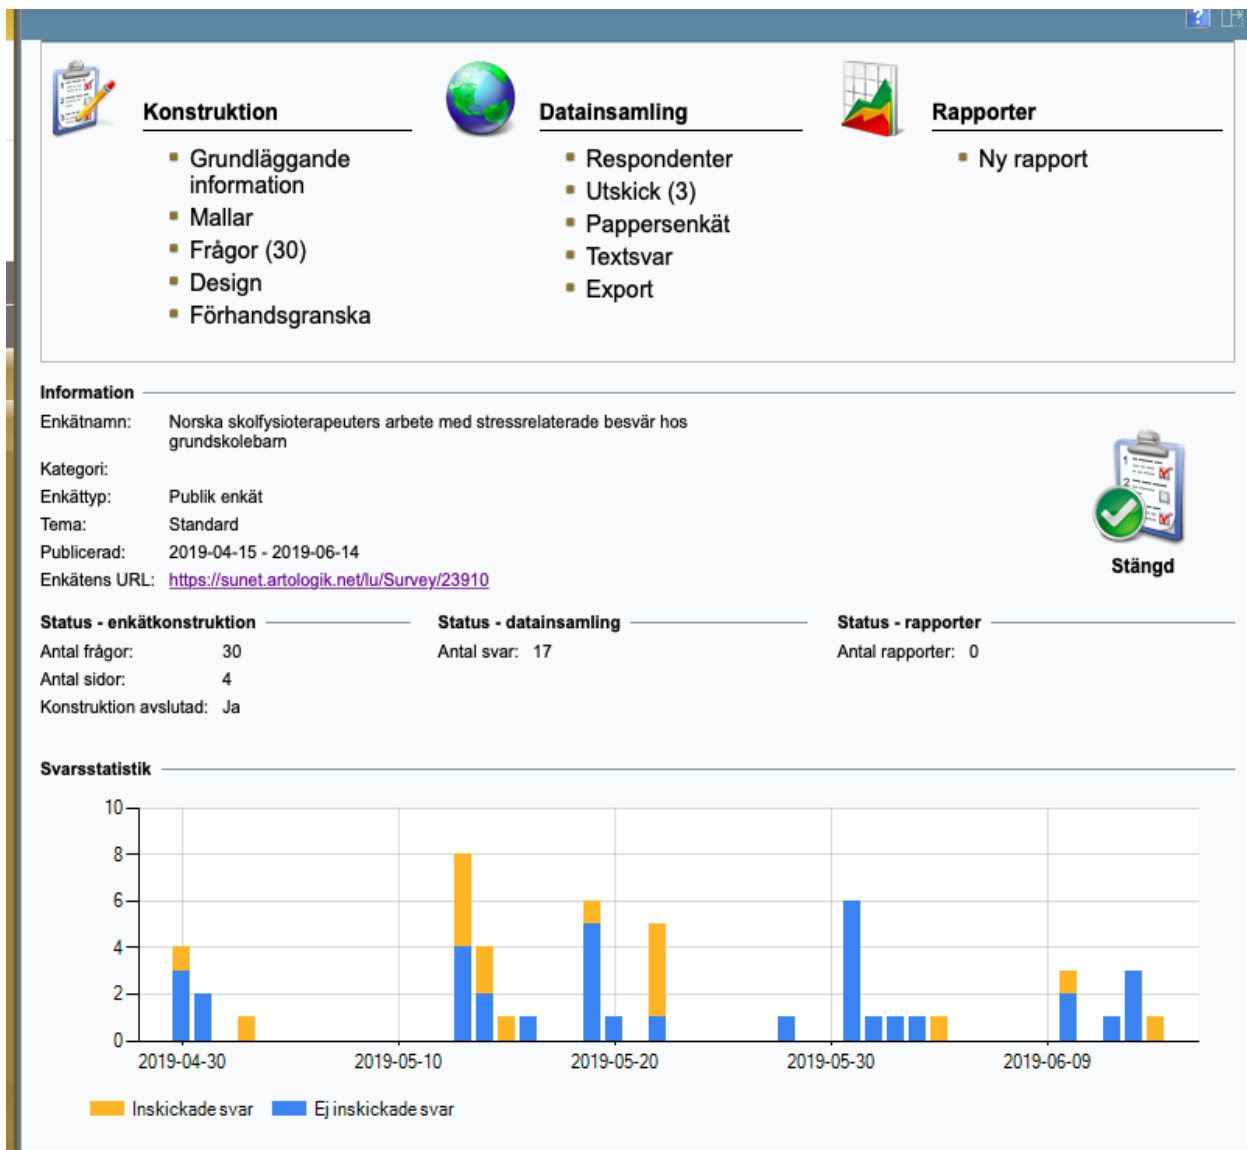 Konstruktion
Grundläggande
information
Mallar
Frågor (30)
Design
Förhandsgranska
Datainsamling
Respondenter
Utskick (3)
Pappersenkät
Textsvar
Export
Rapporter
Ny rapport
Information
Enkätnamn: Norska skolfysioterapeuters arbete med stressrelaterade besvär hos
grundskolebarn
Kategori:
Enkättyp: Publik enkät
Tema: Standard
Publicerad: 2019-04-15 - 2019-06-14
Enkätens URL: https://sunet.artologik.net/lu/Survey/23910
Stängd
Status - enkätkonstruktion
Antal frågor: 30
Antal sidor: 4
Konstruktion avslutad: Ja
Status - datainsamling
Antal svar: 17
Status - rapporter
Antal rapporter: 0
Svarsstatistik
10
8
6
4
2
0
2019-04-30 2019-05-10 2019-05-20 2019-05-30 2019-06-09
Inskickade svar Ej inskickade svar